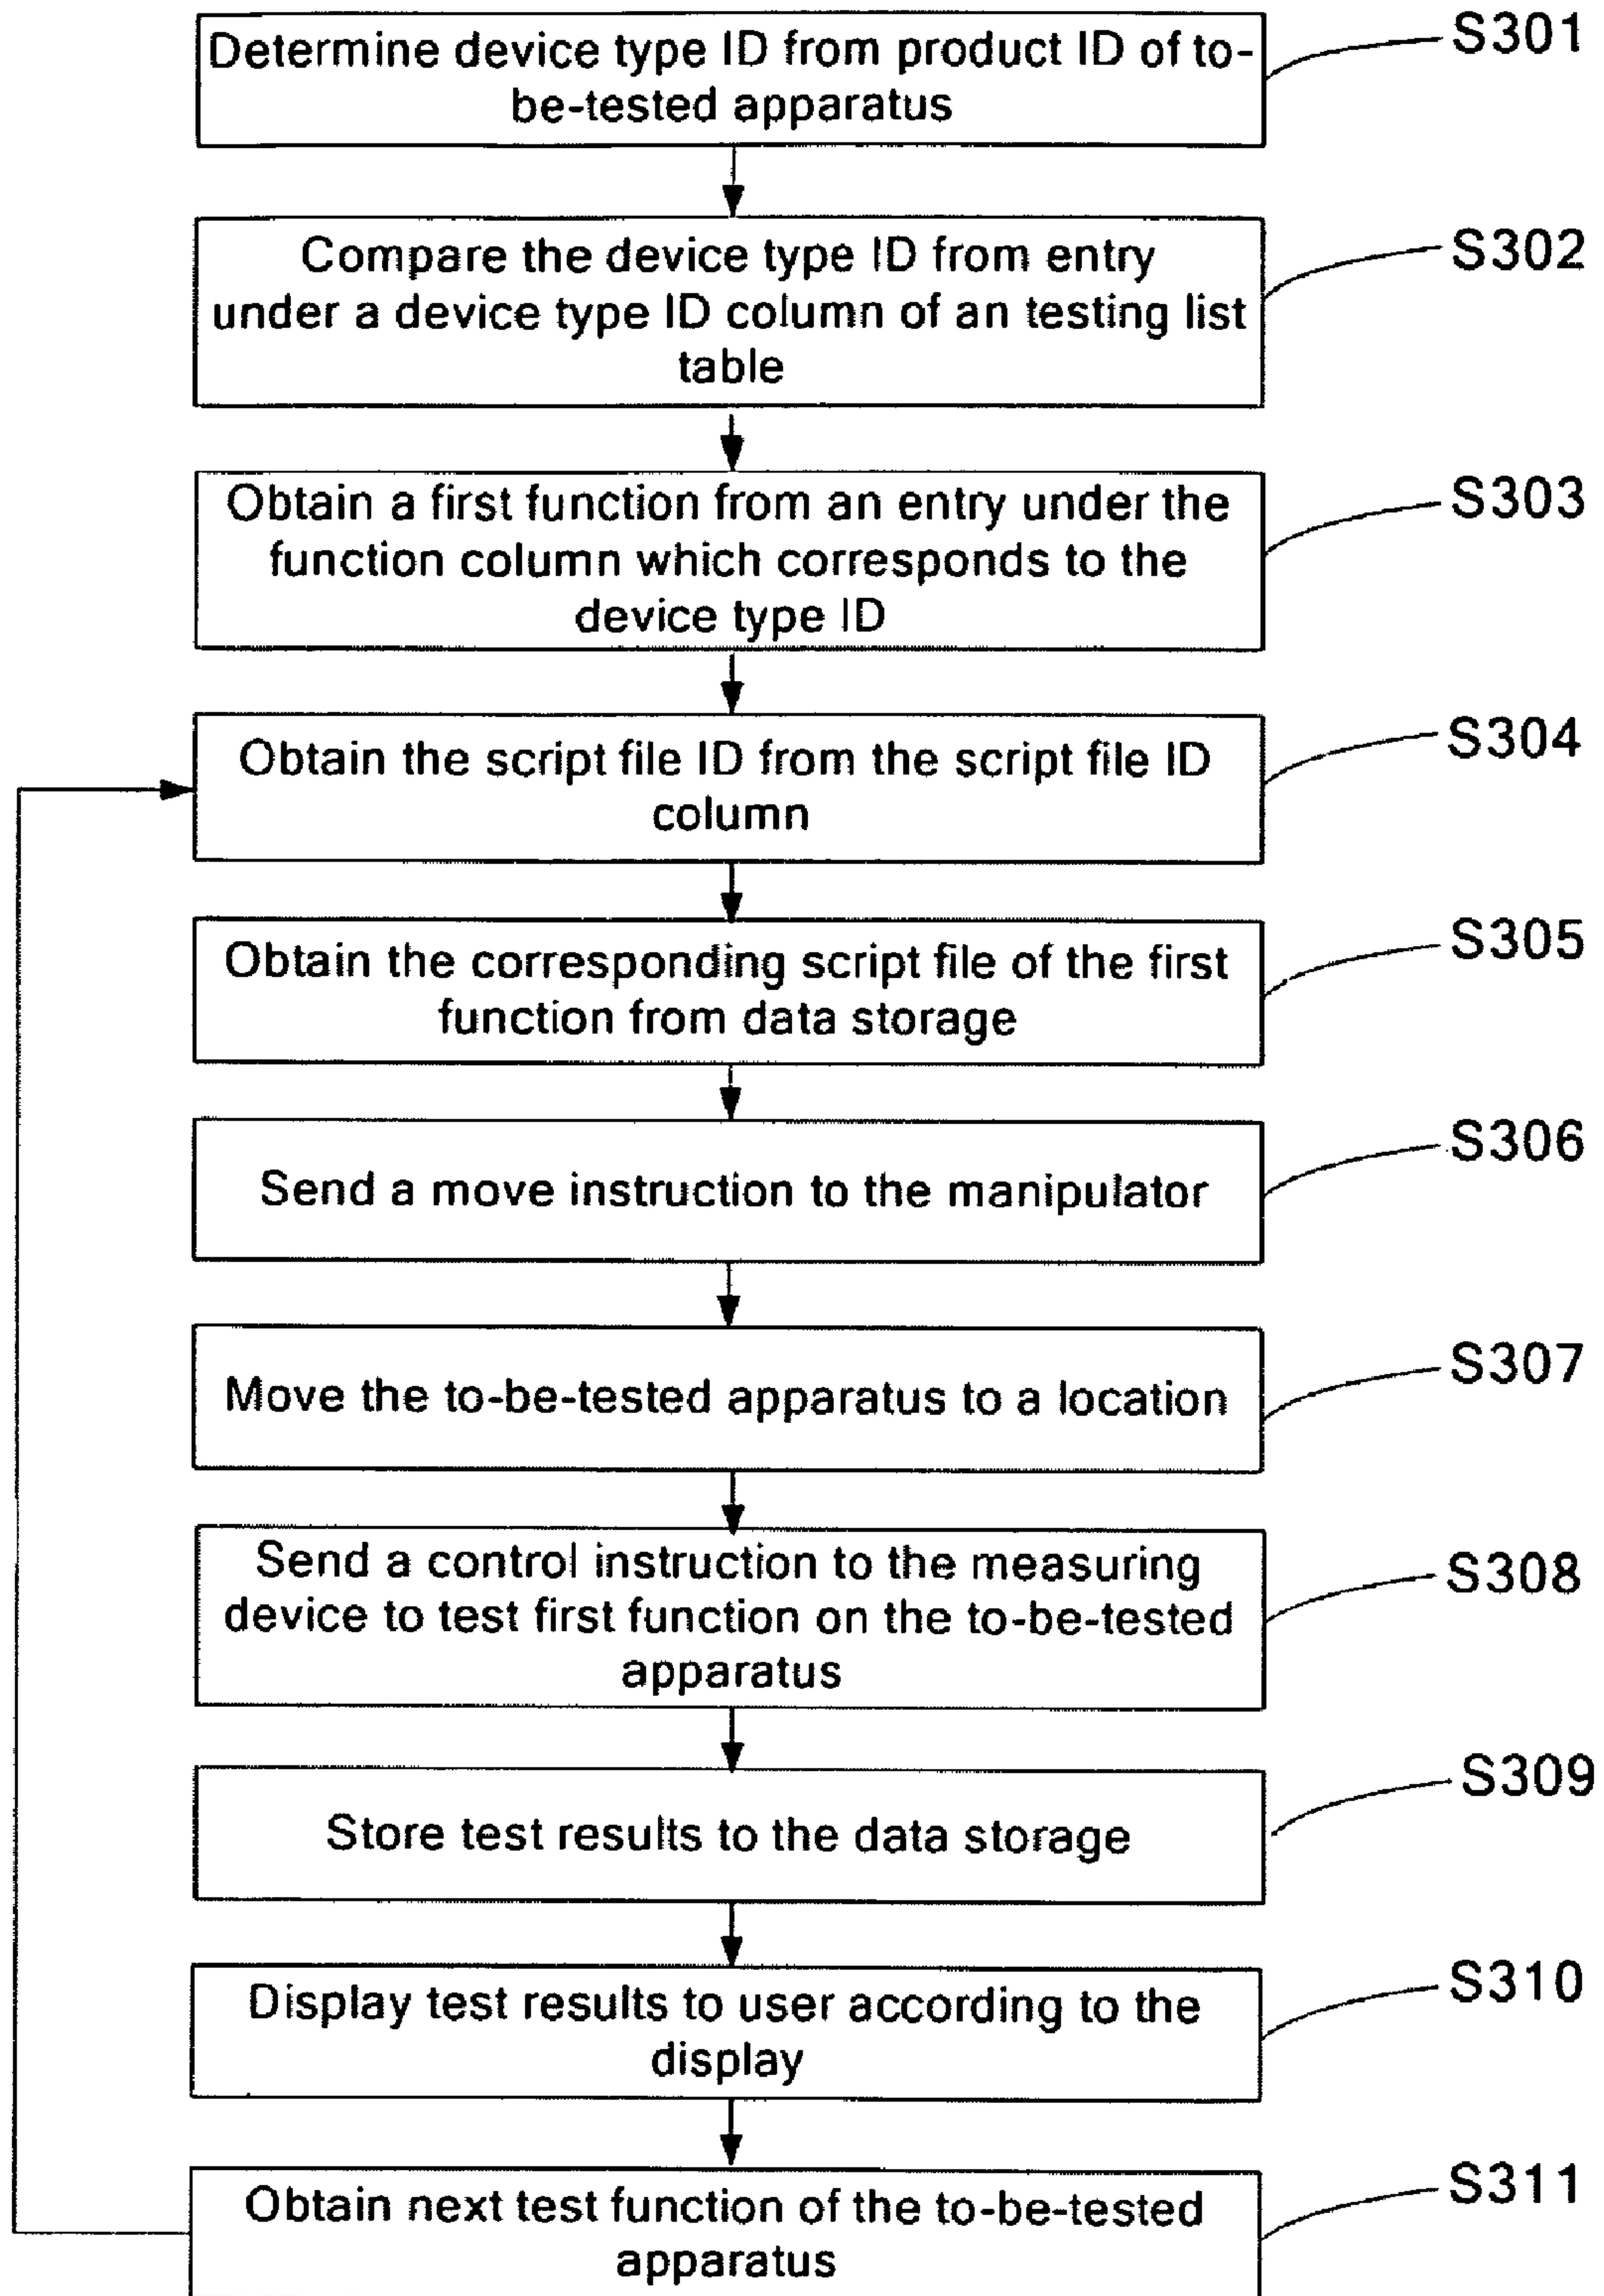 Determine device type ID from product ID of to-
be-tested apparatus
S301
Compare the device type ID from entry
under a device type ID column of an testing list
table
S302
Obtain a first function from an entry under the
function column which corresponds to the
device type ID
S303
Obtain the script file ID from the script file ID
column
S304
Obtain the corresponding script file of the first
function from data storage
S305
Send a move instruction to the manipulator
S306
Move the to-be-tested apparatus to a location
S307
Send a control instruction to the measuring
device to test first function on the to-be-tested
apparatus
S308
Store test results to the data storage
S309
Display test results to user according to the
display
S310
Obtain next test function of the to-be-tested
apparatus
S311